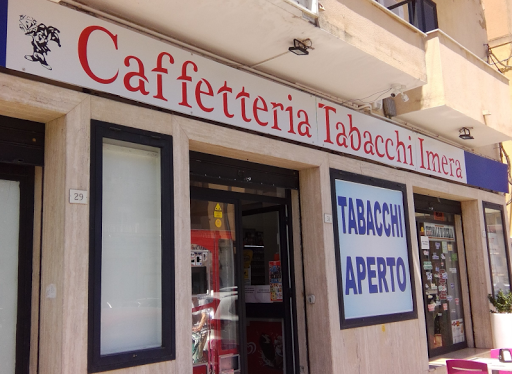 Caffetteria Tabacchi Imera
29
TABACCHI
APERTO